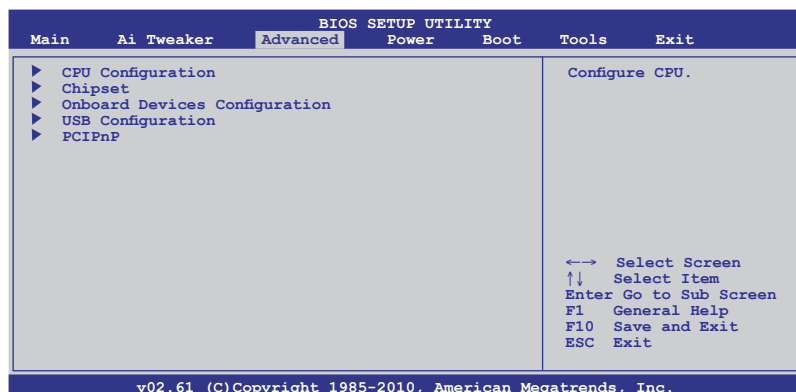 BIOS SETUP UTILITY
Main Ai Tweaker Advanced Power Boot Tools Exit
CPU Configuration
Chipset
Onboard Devices Configuration
USB Configuration
PCIPnP
Configure CPU.
←→ Select Screen
↑↓ Select Item
Enter Go to Sub Screen
F1 General Help
F10 Save and Exit
ESC Exit
v02.61 (C)Copyright 1985-2010, American Megatrends, Inc.